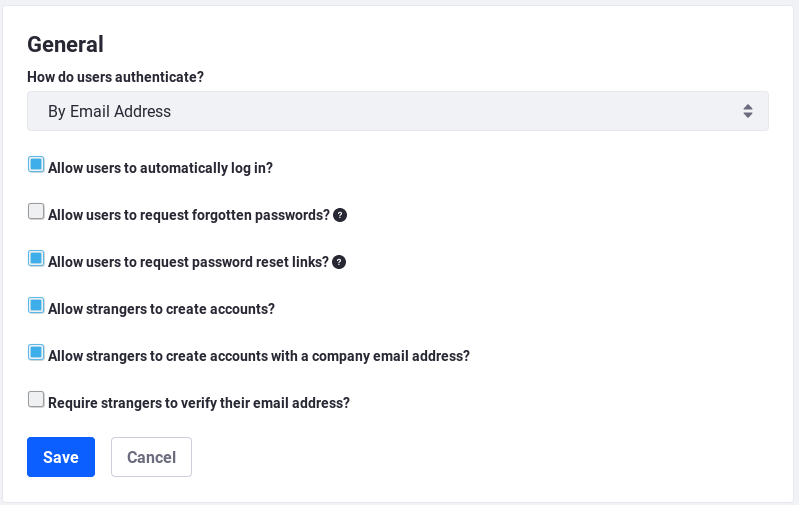 General
How do users authenticate?
By Email Address
Allow users to automatically log in?
Allow users to request forgotten passwords? ?
Allow users to request password reset links? ?
Allow strangers to create accounts?
Allow strangers to create accounts with a company email address?
Require strangers to verify their email address?
Save Cancel